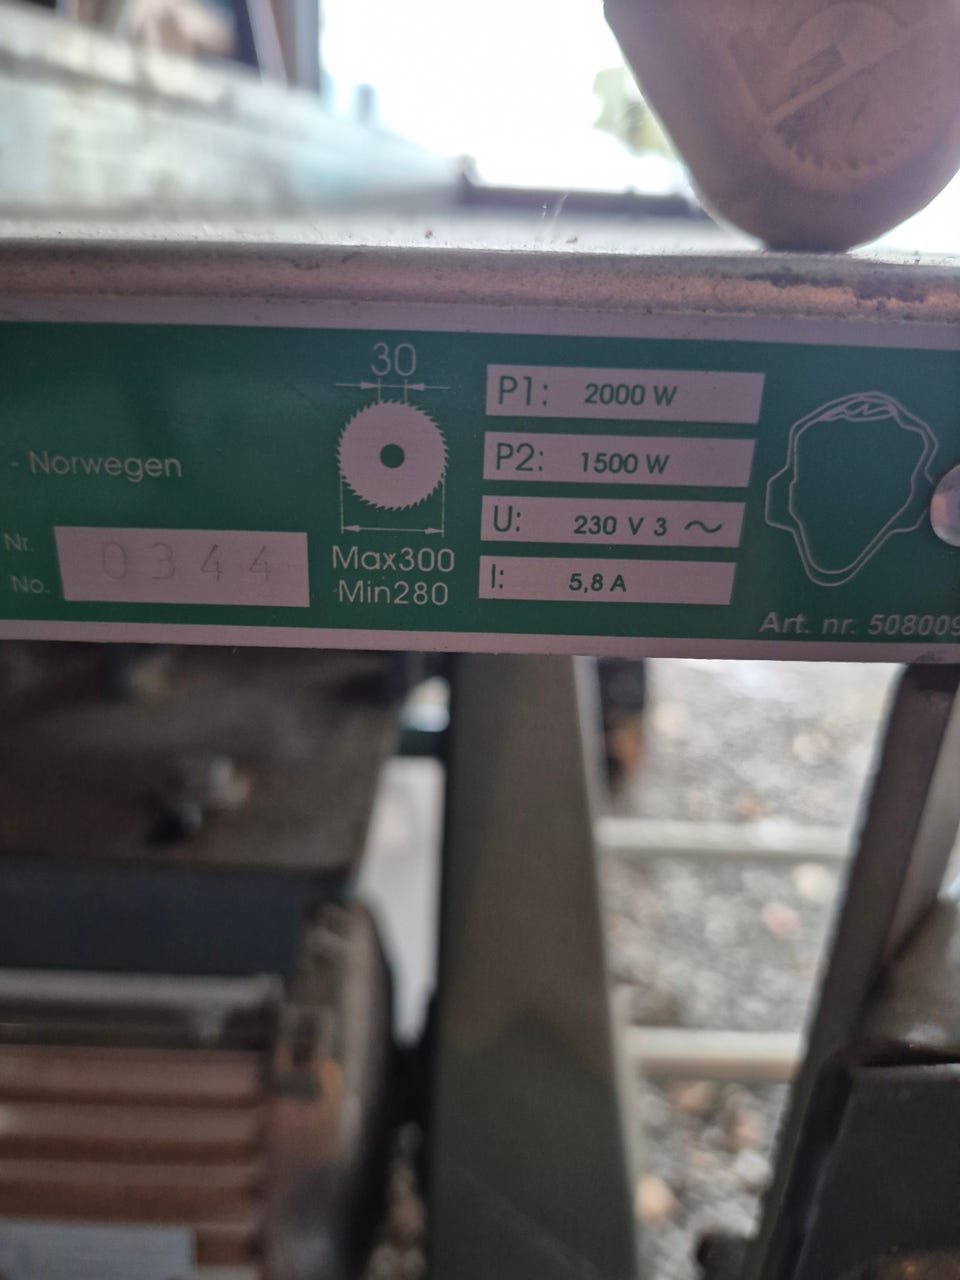 - Norwegen
Nr.
No.
0344
30
Max300
Min280
P1: 2000 W
P2: 1500 W
U: 230 V 3 ~
I: 5,8 A
Art. nr. 508009